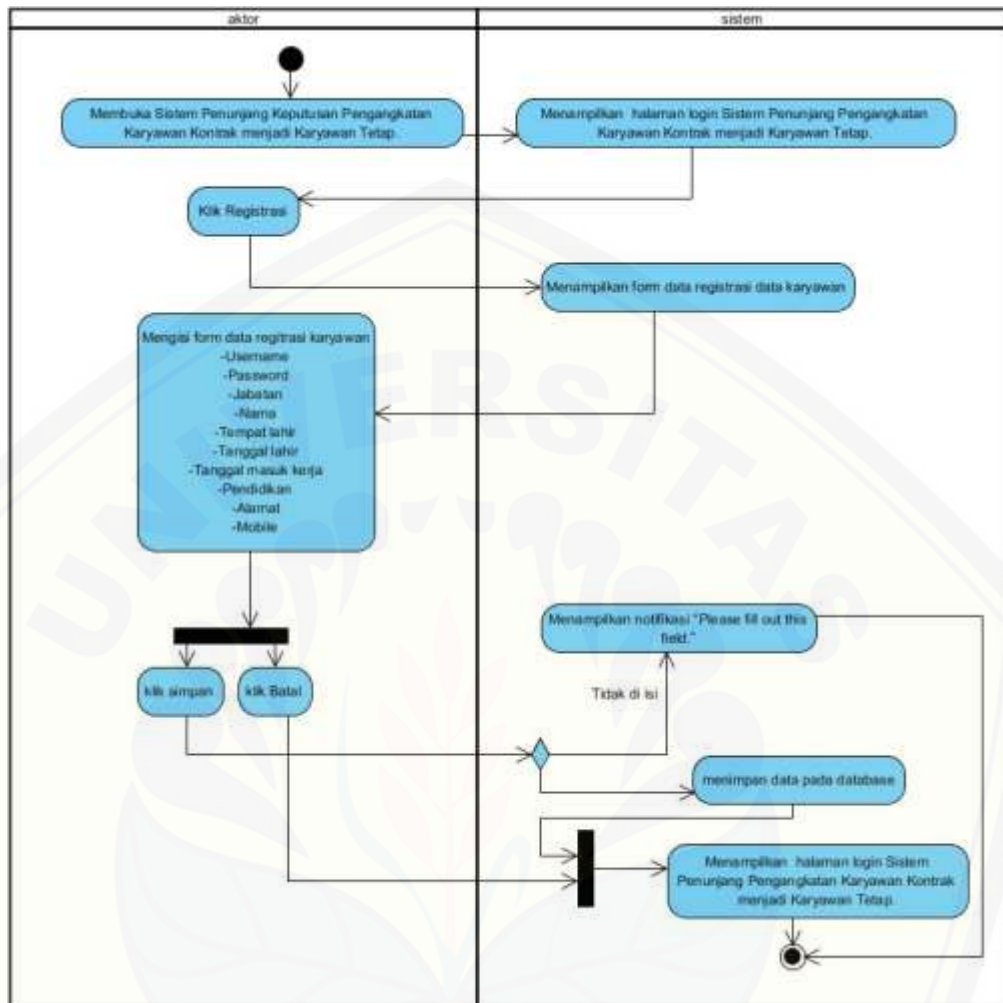 aktor
sistem
Membuka Sistem Penunjang Keputusan Pengangkatan
Karyawan Kontrak menjadi Karyawan Tetap.
Menampilkan halaman login Sistem Penunjang Pengangkatan
Karyawan Kontrak menjadi Karyawan Tetap.
Klik Registrasi
Menampilkan form data registrasi data karyawan
Mengisi form data regitrasi karyawan
-Username
-Password
-Jabatan
-Nama
-Tempat lahir
-Tanggal lahir
-Tanggal masuk kerja
-Pendidikan
-Alamat
-Mobile
Menampilkan notifikasi "Please fill out this
field."
klik simpan
klik Batal
Tidak di isi
menimpan data pada database
Menampilkan halaman login Sistem
Penunjang Pengangkatan Karyawan Kontrak
menjadi Karyawan Tetap.
UNIVERSITAS